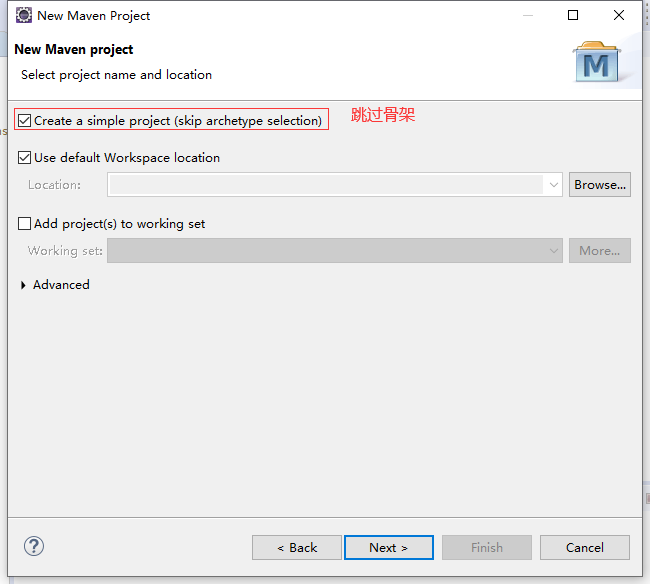 New Maven Project
New Maven project
Select project name and location
M
Create a simple project (skip archetype selection)
跳过骨架
Use default Workspace location
Location:
Browse...
Add project(s) to working set
Working set:
More...
Advanced
?
< Back
Next >
Finish
Cancel